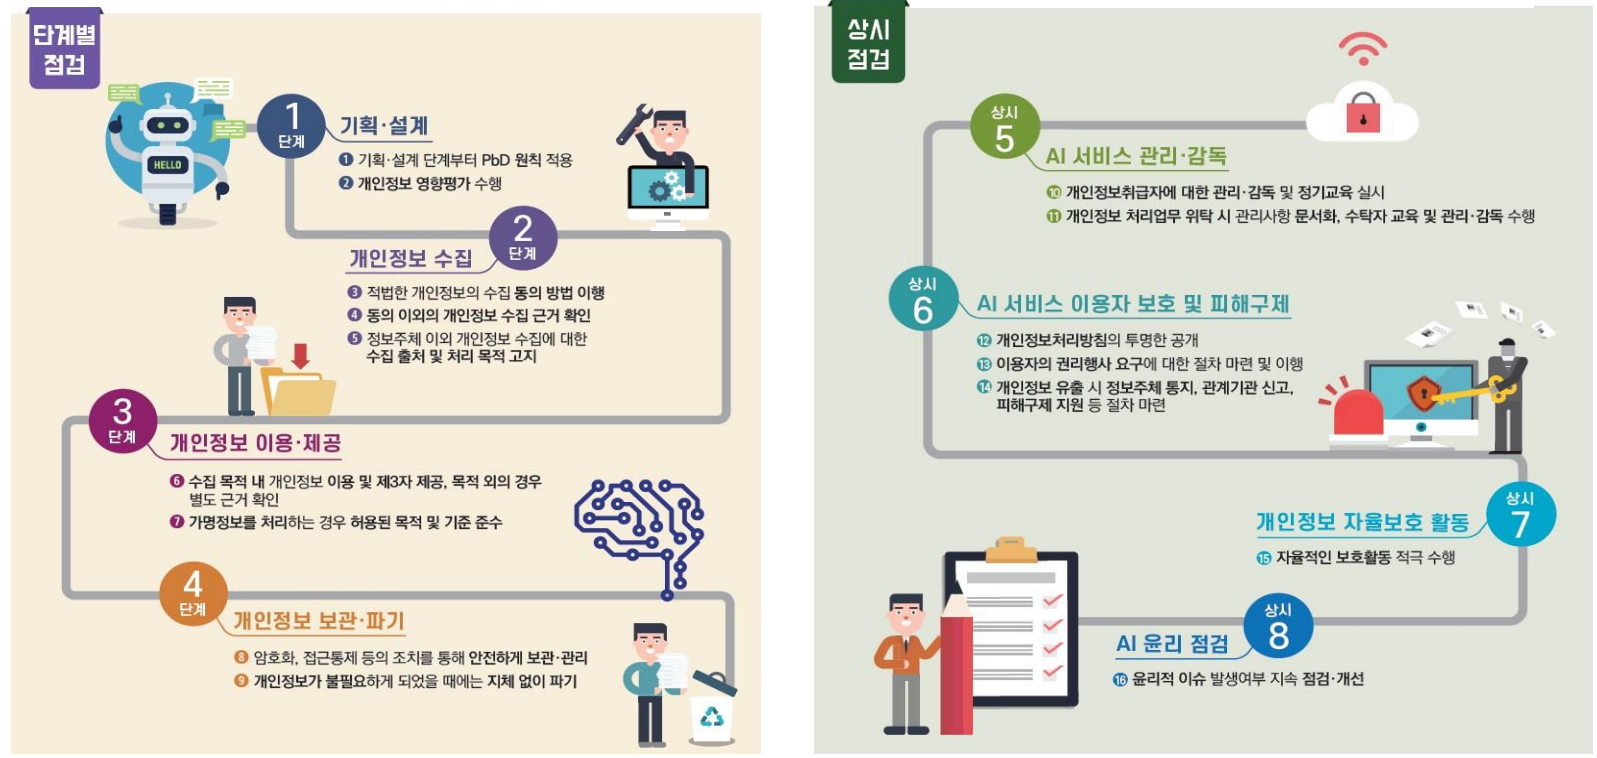 단계별
점검
HELLO
1
단계
기획·설계
❶ 기획·설계 단계부터 PbD 원칙 적용
❷ 개인정보 영향평가 수행
2
단계
개인정보 수집
❸ 적법한 개인정보의 수집 동의 방법 이행
❹ 동의 이외의 개인정보 수집 근거 확인
❺ 정보주체 이외 개인정보 수집에 대한
수집 출처 및 처리 목적 고지
3
단계
개인정보 이용·제공
❻ 수집 목적 내 개인정보 이용 및 제3자 제공, 목적 외의 경우
별도 근거 확인
❼ 가명정보를 처리하는 경우 허용된 목적 및 기준 준수
4
단계
개인정보 보관·파기
❽ 암호화, 접근통제 등의 조치를 통해 안전하게 보관·관리
❾ 개인정보가 불필요하게 되었을 때에는 지체 없이 파기
상시
점검
상시
5
AI 서비스 관리·감독
❿ 개인정보취급자에 대한 관리·감독 및 정기교육 실시
⓫ 개인정보 처리업무 위탁 시 관리사항 문서화, 수탁자 교육 및 관리·감독 수행
상시
6
AI 서비스 이용자 보호 및 피해구제
⓬ 개인정보처리방침의 투명한 공개
⓭ 이용자의 권리행사 요구에 대한 절차 마련 및 이행
⓮ 개인정보 유출 시 정보주체 통지, 관계기관 신고,
피해구제 지원 등 절차 마련
상시
7
개인정보 자율보호 활동
⓯ 자율적인 보호활동 적극 수행
상시
8
AI 윤리 점검
⓰ 윤리적 이슈 발생여부 지속 점검·개선